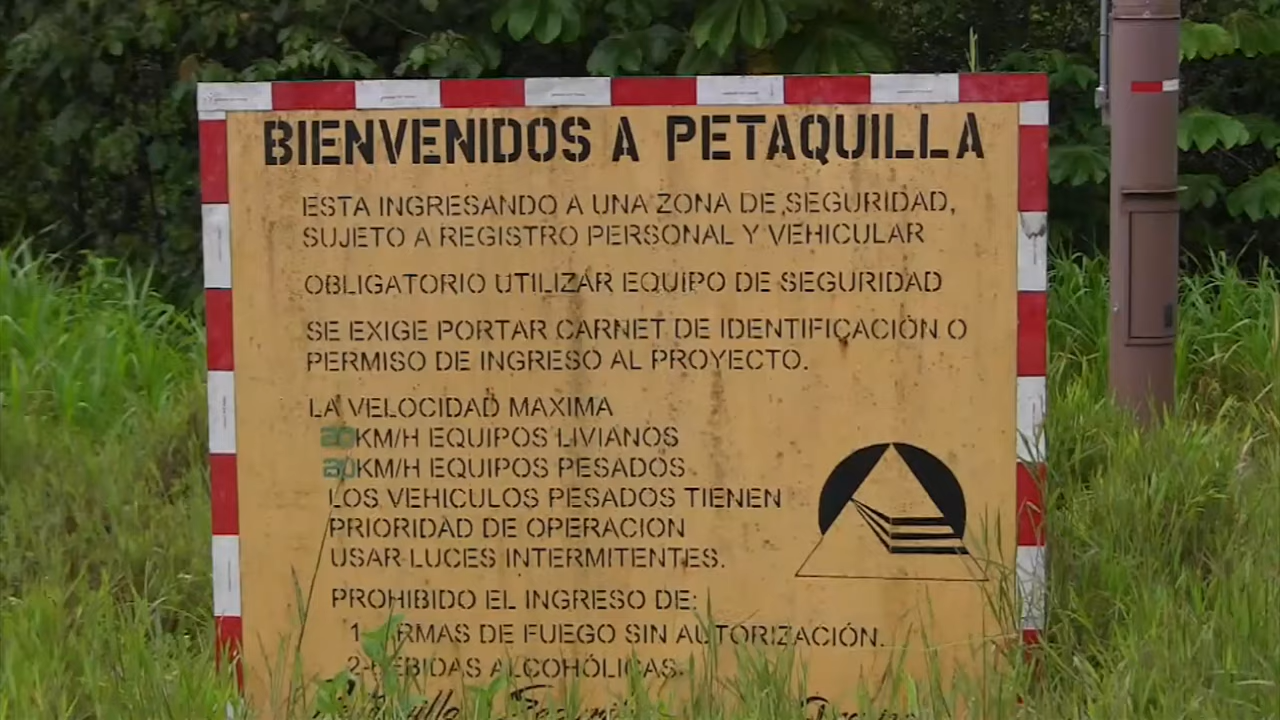 BIENVENIDOS A PETAQUILLA
ESTA INGRESANDO A UNA ZONA DE SEGURIDAD,
SUJETO A REGISTRO PERSONAL Y VEHICULAR
OBLIGATORIO UTILIZAR EQUIPO DE SEGURIDAD
SE EXIGE PORTAR CARNET DE IDENTIFICACIÓN O
PERMISO DE INGRESO AL PROYECTO.
LA VELOCIDAD MAXIMA
KM/H EQUIPOS LIVIANOS
KM/H EQUIPOS PESADOS
LOS VEHICULOS PESADOS TIENEN
PRIORIDAD DE OPERACION
USAR LUCES INTERMITENTES.
PROHIBIDO EL INGRESO DE:
1- ARMAS DE FUEGO SIN AUTORIZACIÓN.
2-BEBIDAS ALCOHÓLICAS.